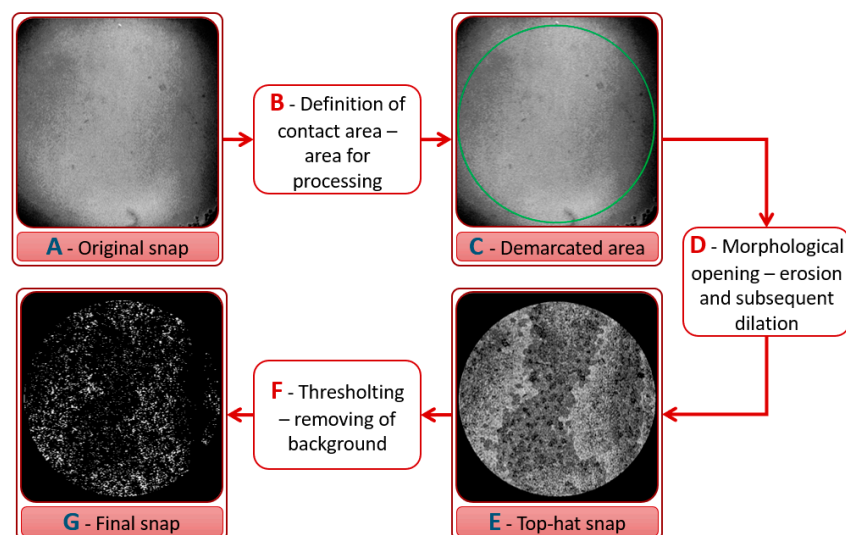 A - Original snap
B - Definition of
contact area –
area for
processing
C - Demarcated area
D - Morphological
opening – erosion
and subsequent
dilation
E - Top-hat snap
F - Thresholting
– removing of
background
G - Final snap